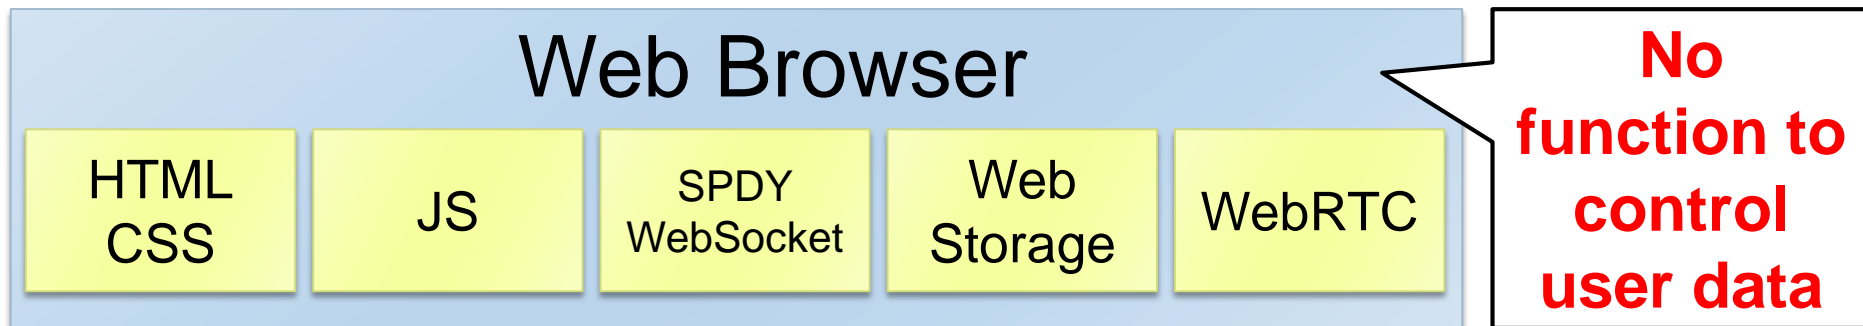 Web Browser
HTML
CSS
JS
SPDY
WebSocket
Web
Storage
WebRTC
No
function to
control
user data